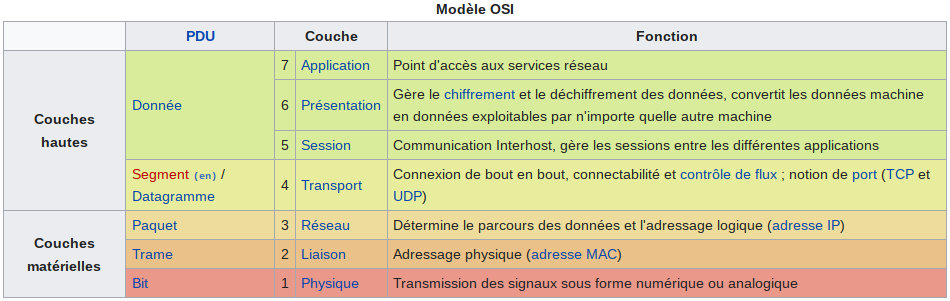 Modèle OSI
PDU Couche Fonction
Couches hautes
Donnée
7 Application Point d'accès aux services réseau
6 Présentation Gère le chiffrement et le déchiffrement des données, convertit les données machine
en données exploitables par n'importe quelle autre machine
5 Session Communication Interhost, gère les sessions entre les différentes applications
Segment (en) /
Datagramme
4 Transport Connexion de bout en bout, connectabilité et contrôle de flux ; notion de port (TCP et
UDP)
Couches
matérielles
Paquet 3 Réseau Détermine le parcours des données et l'adressage logique (adresse IP)
Trame 2 Liaison Adressage physique (adresse MAC)
Bit 1 Physique Transmission des signaux sous forme numérique ou analogique